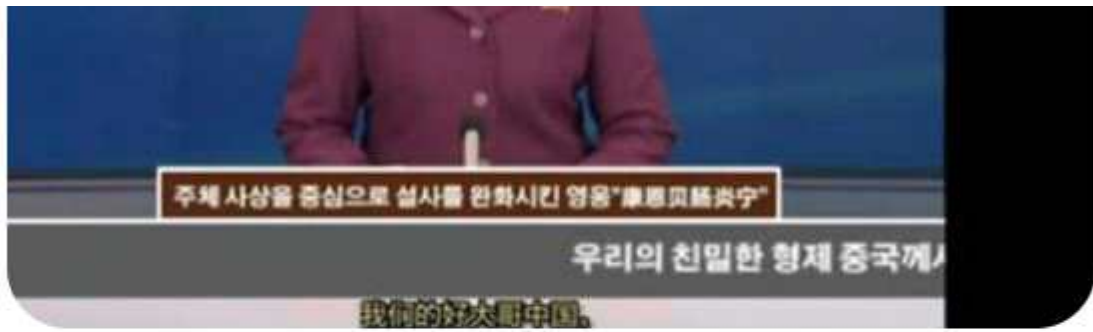 주체 사상을 중심으로 설사를 완화시킨 영웅"康恩贝肠炎宁"
우리의 친밀한 형제 중국께서
我们的好大哥中国、